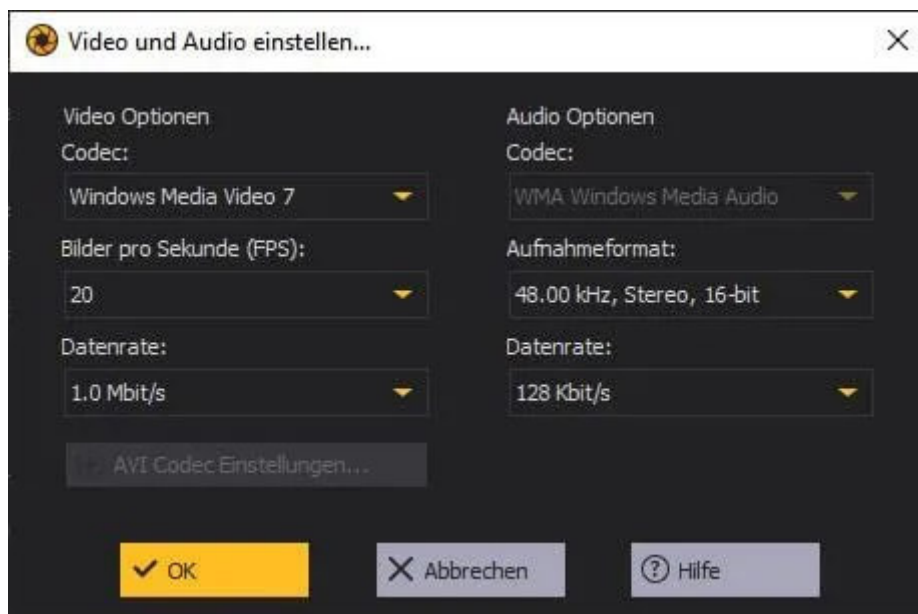 Video und Audio einstellen...
Video Optionen
Codec:
Windows Media Video 7
Bilder pro Sekunde (FPS):
20
Datenrate:
1.0 Mbit/s
AVI Codec Einstellungen...
Audio Optionen
Codec:
WMA Windows Media Audio
Aufnahmeformat:
48.00 kHz, Stereo, 16-bit
Datenrate:
128 Kbit/s
OK
Abbrechen
Hilfe